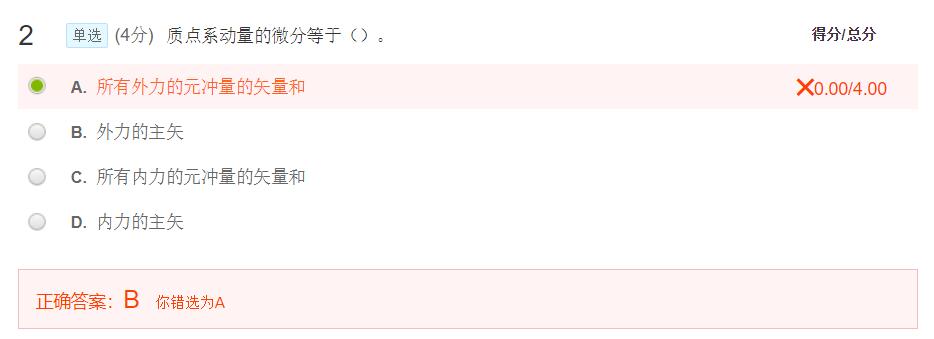 2 单选 (4分) 质点系动量的微分等于（）。 得分/总分
A. 所有外力的元冲量的矢量和 ×0.00/4.00
B. 外力的主矢
C. 所有内力的元冲量的矢量和
D. 内力的主矢
正确答案：B 你错选为A